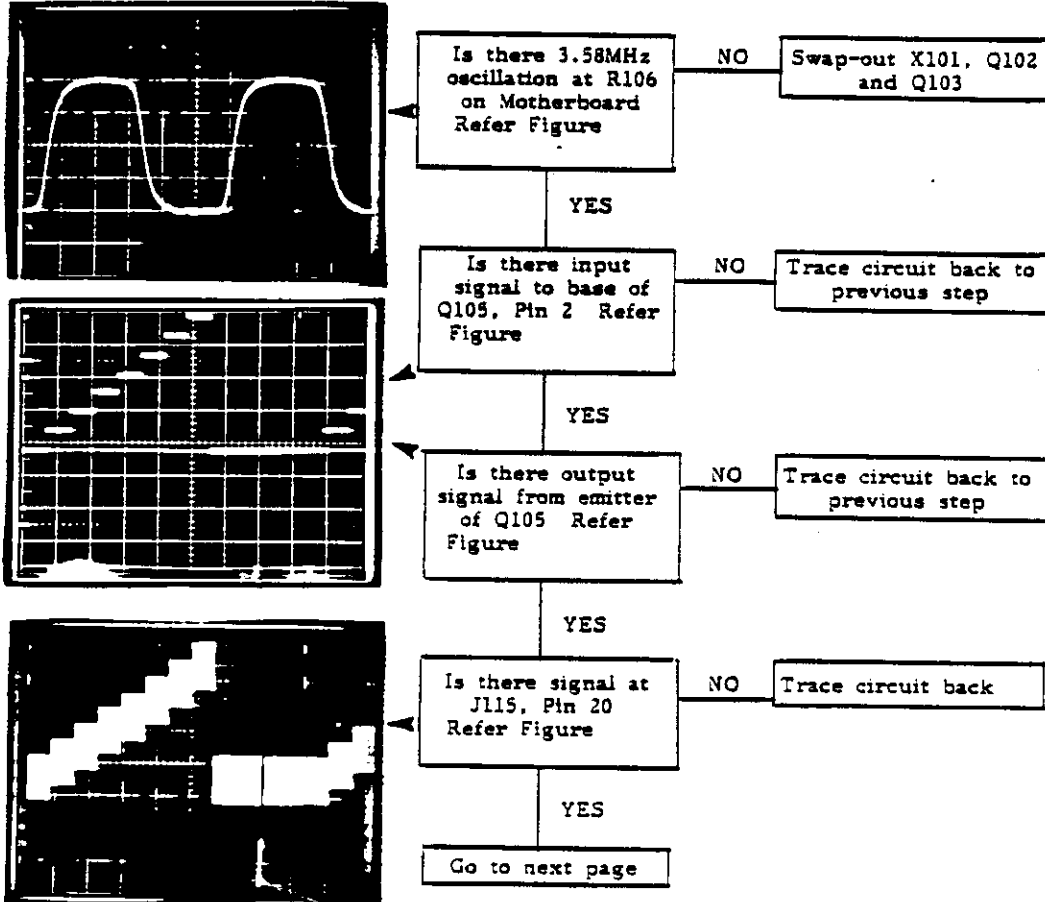 Is there 3.58MHz
oscillation at R106
on Motherboard
Refer Figure
NO
Swap-out X101, Q102
and Q103
YES
Is there input
signal to base of
Q105, Pin 2 Refer
Figure
NO
Trace circuit back to
previous step
YES
Is there output
signal from emitter
of Q105 Refer
Figure
NO
Trace circuit back to
previous step
YES
Is there signal at
J115, Pin 20
Refer Figure
NO
Trace circuit back
YES
Go to next page